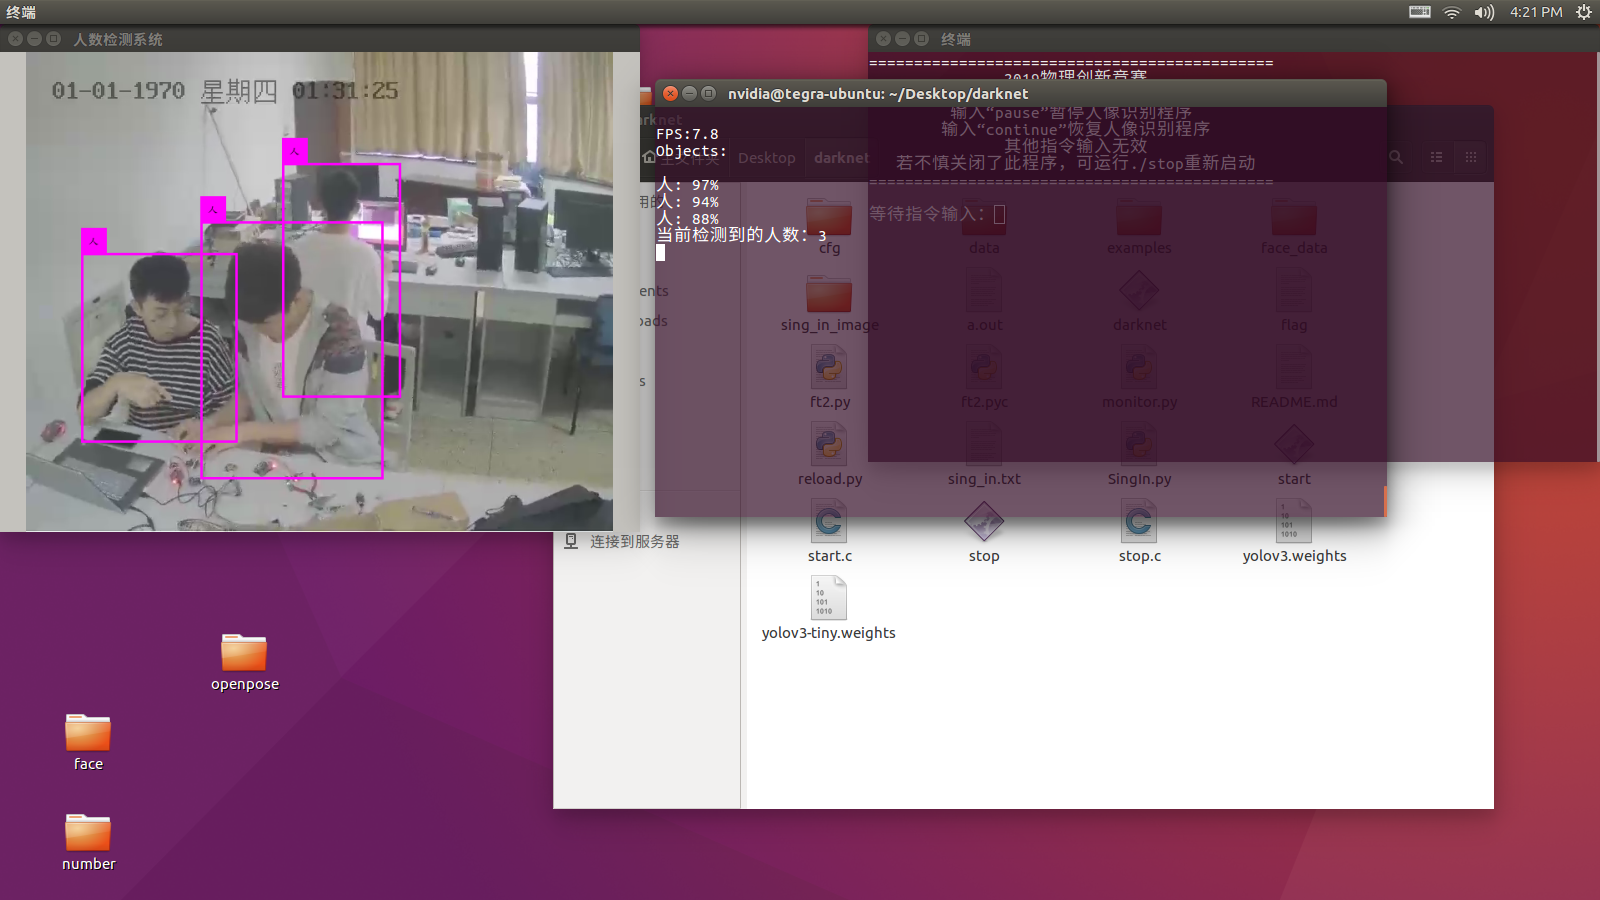 终端
4:21 PM
人数检测系统
01-01-1970 星期四 01:31:25
人
人
人
终端
==============================================
2019物理创新竞赛
nvidia@tegra-ubuntu: ~/Desktop/darknet
输入“pause”暂停人像识别程序
输入“continue”恢复人像识别程序
其他指令输入无效
若不慎关闭了此程序，可运行./stop重新启动
==============================================
等待指令输入：
FPS:7.8
Objects:
人: 97%
人: 94%
人: 88%
当前检测到的人数: 3
主文件夹
Desktop
darknet
cfg
data
examples
face_data
sing_in_image
a.out
darknet
flag
ft2.py
ft2.pyc
monitor.py
README.md
reload.py
sing_in.txt
SingIn.py
start
start.c
stop
stop.c
yolov3.weights
yolov3-tiny.weights
连接到服务器
openpose
face
number